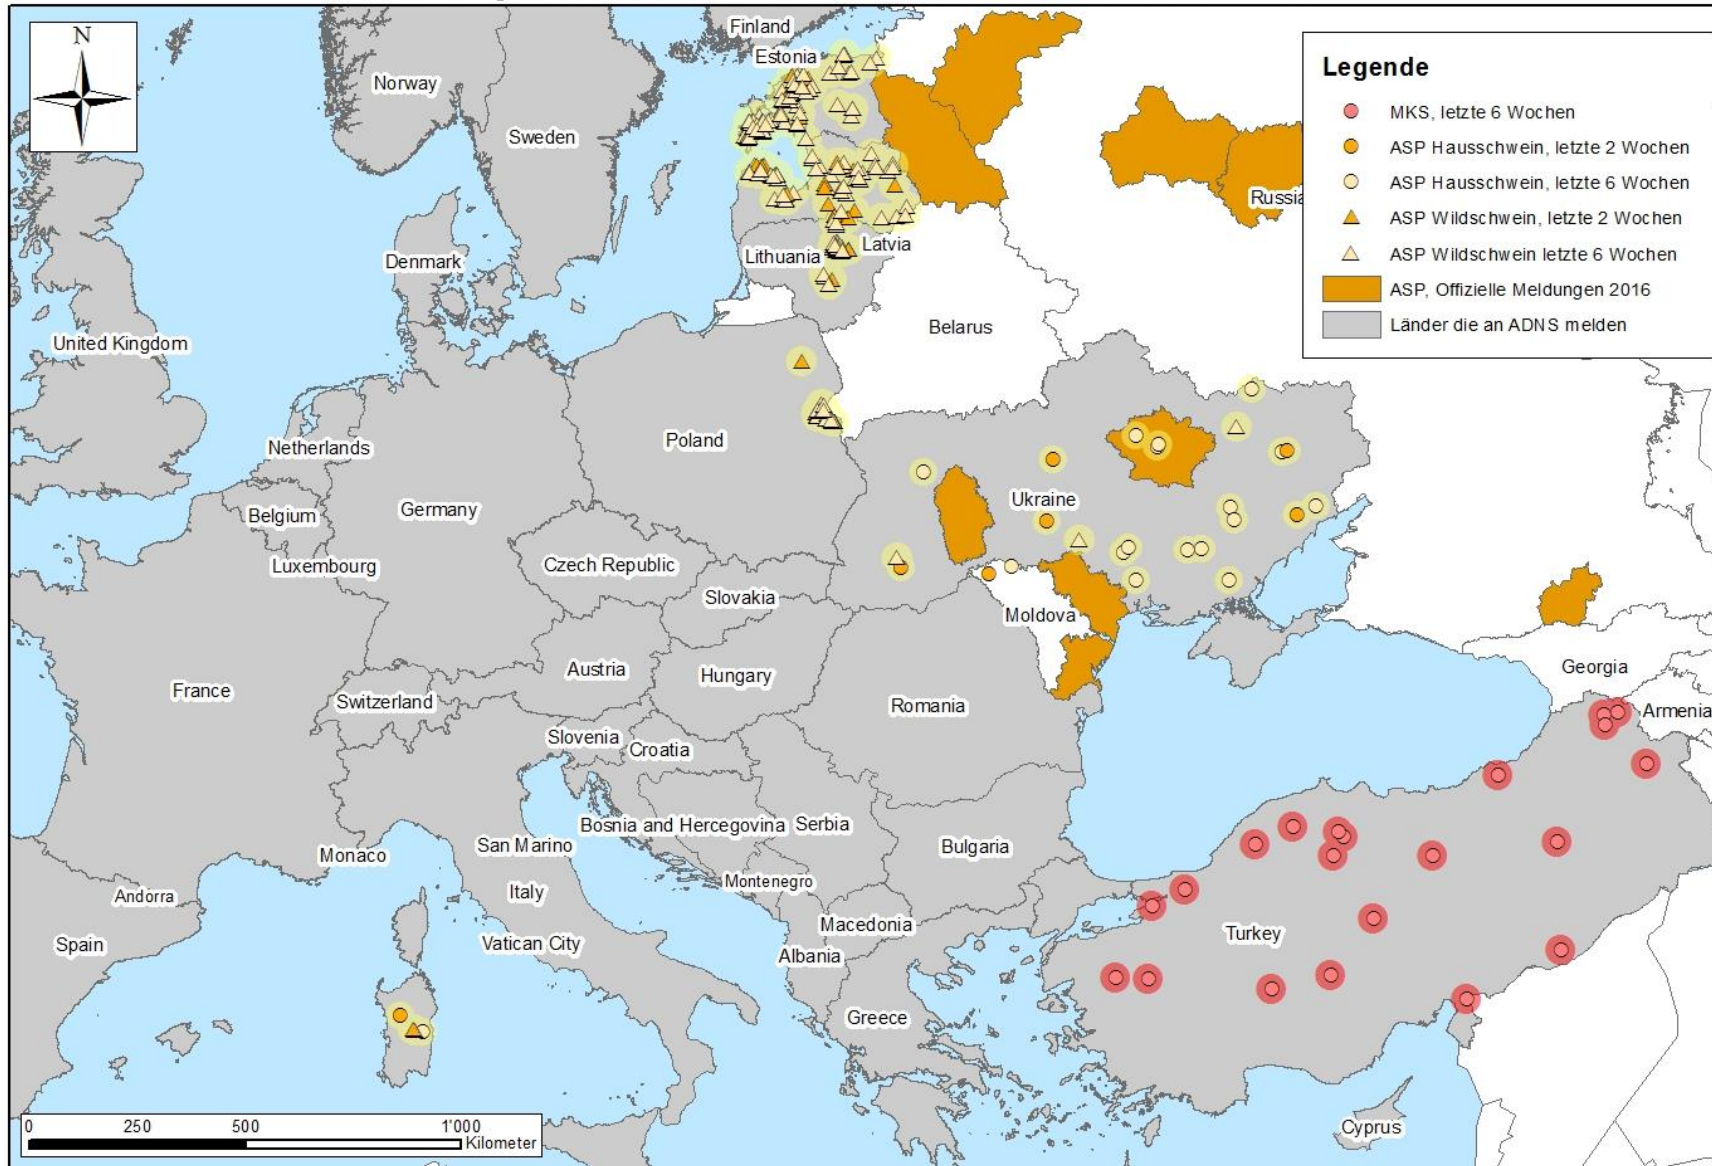 N
Finland
Estonia
Norway
Sweden
Legende
MKS, letzte 6 Wochen
ASP Hausschwein, letzte 2 Wochen
ASP Hausschwein, letzte 6 Wochen
ASP Wildschwein, letzte 2 Wochen
ASP Wildschwein letzte 6 Wochen
ASP, Offizielle Meldungen 2016
Länder die an ADNS melden
Russia
Latvia
Lithuania
Denmark
Belarus
United Kingdom
Poland
Netherlands
Ukraine
Belgium
Germany
Luxembourg
Czech Republic
Slovakia
Moldova
Georgia
Austria
Hungary
France
Switzerland
Romania
Armenia
Slovenia
Croatia
Bosnia and Hercegovina
Serbia
San Marino
Bulgaria
Monaco
Montenegro
Italy
Andorra
Macedonia
Turkey
Spain
Vatican City
Albania
Greece
0 250 500 1'000
Kilometer
Cyprus